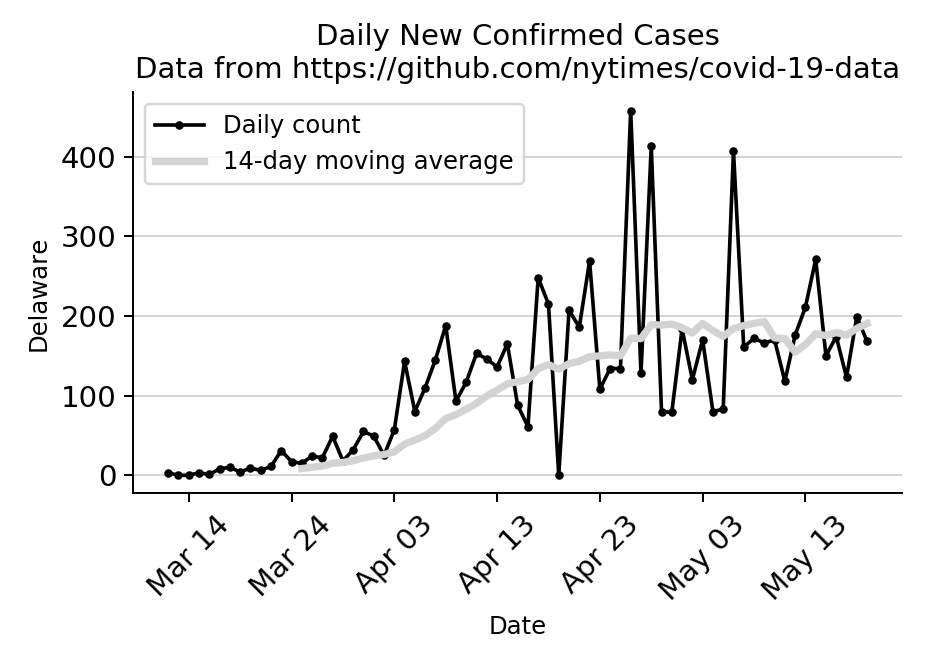 Daily New Confirmed Cases
Data from https://github.com/nytimes/covid-19-data
Daily count
14-day moving average
400
300
200
100
0
Delaware
Mar 14
Mar 24
Apr 03
Apr 13
Apr 23
May 03
May 13
Date